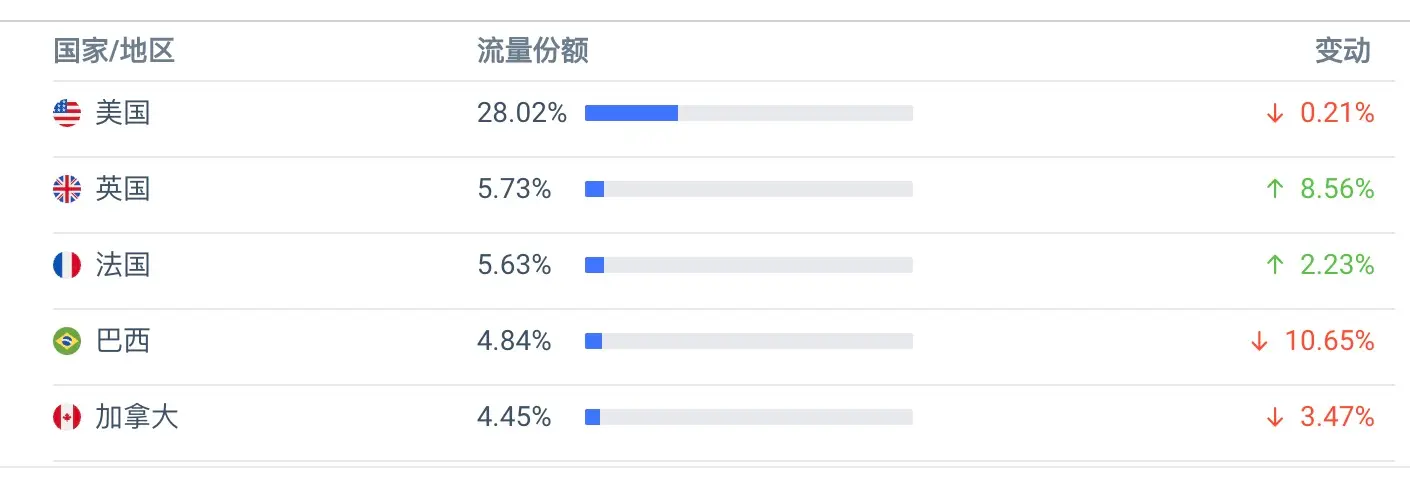 国家/地区 流量份额 变动
美国 28.02% ↓ 0.21%
英国 5.73% ↑ 8.56%
法国 5.63% ↑ 2.23%
巴西 4.84% ↓ 10.65%
加拿大 4.45% ↓ 3.47%